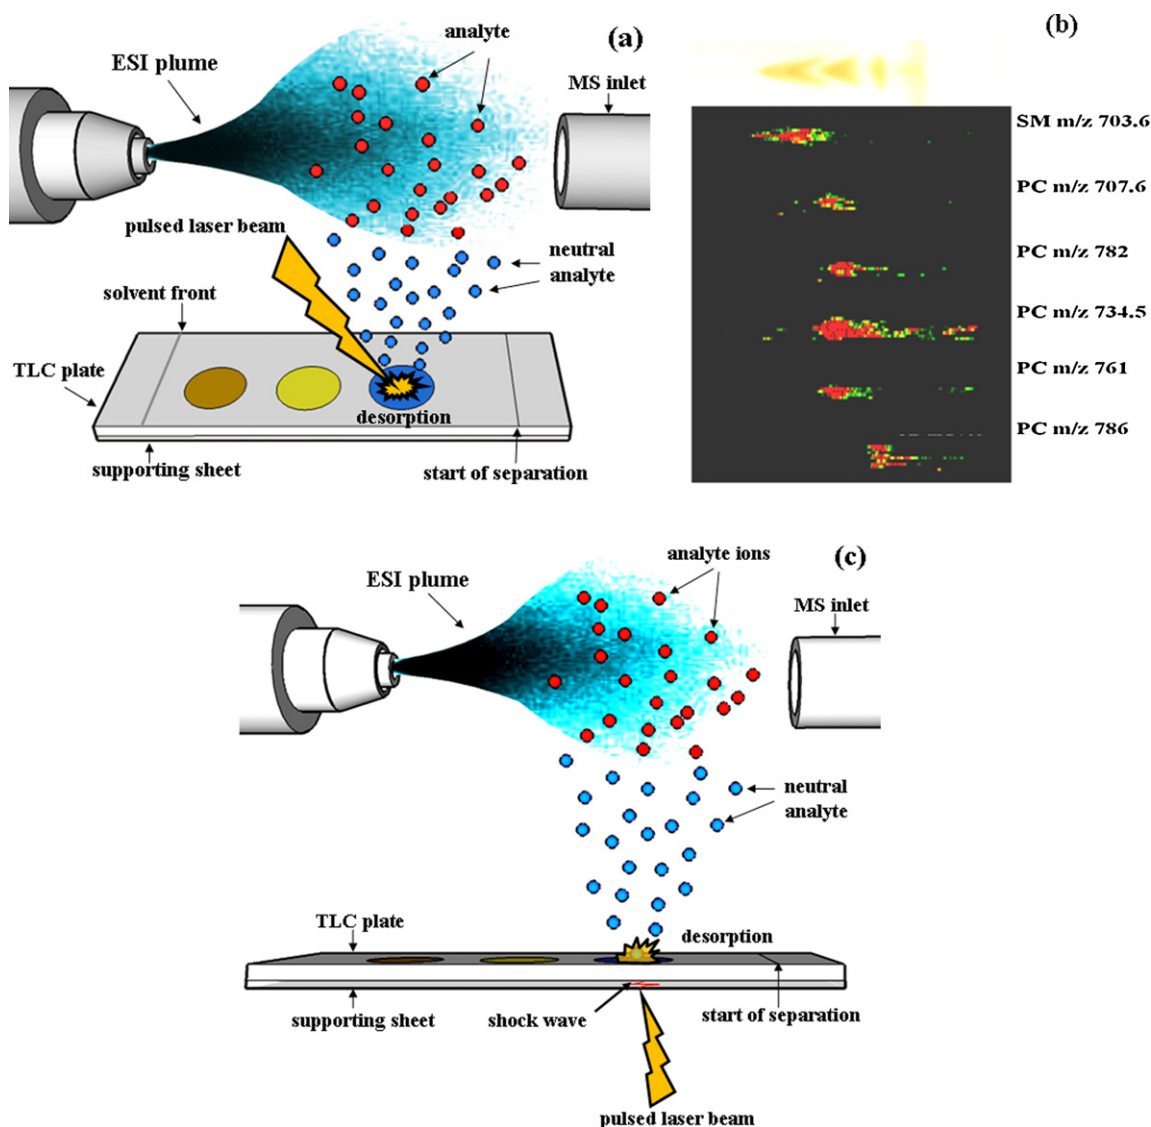 (a)
analyte
ESI plume
MS inlet
pulsed laser beam
neutral
analyte
solvent front
TLC plate
desorption
supporting sheet
start of separation
(b)
SM m/z 703.6
PC m/z 707.6
PC m/z 782
PC m/z 734.5
PC m/z 761
PC m/z 786
(c)
analyte ions
ESI plume
MS inlet
neutral
analyte
TLC plate
desorption
supporting sheet
shock wave
start of separation
pulsed laser beam